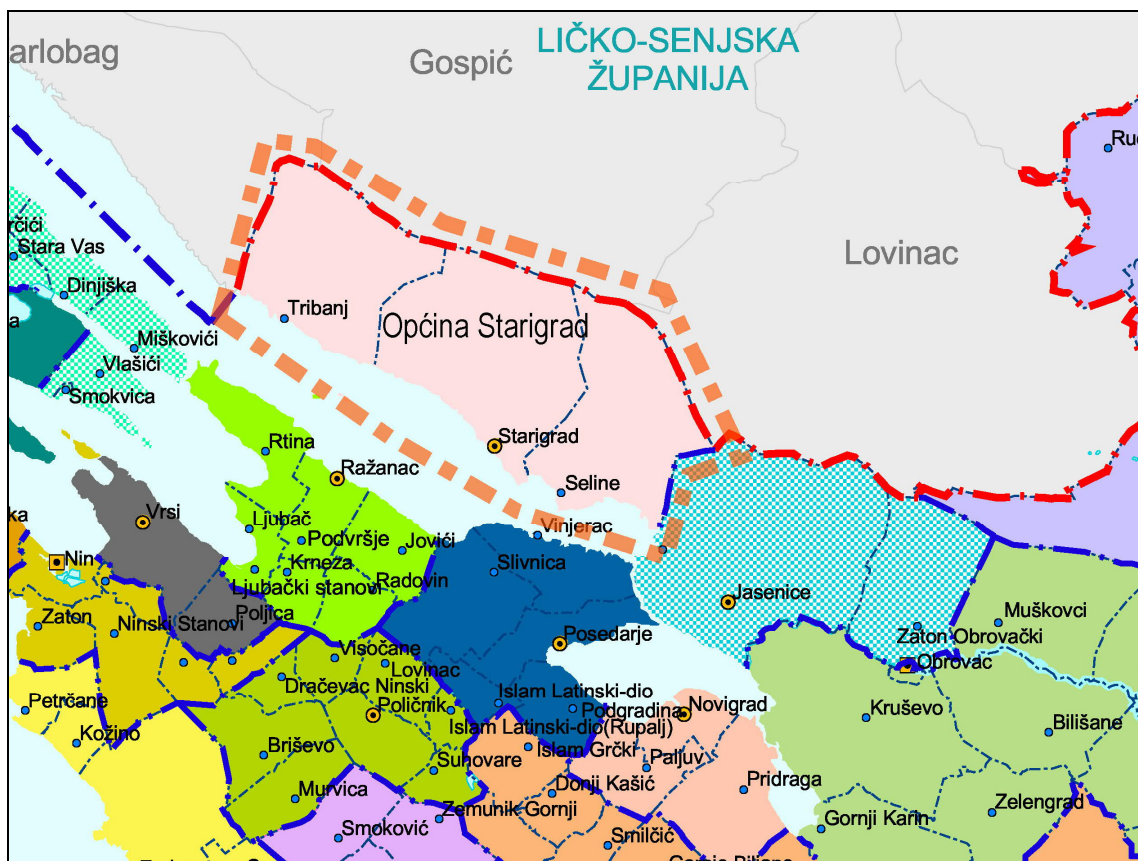 arlobag
Gospić
LIČKO-SENJSKA
ŽUPANIJA
Lovinac
Stara Vas
Dinjiška
Miškovići
Vlašići
Smokvica
Tribanj
Općina Starigrad
Starigrad
Seline
Rtina
Ražanac
Vrsi
Ljubač
Podvršje
Jovići
Vinjerac
Nin
Krneža
Slivnica
Ljubački stanovi
Radovin
Jasenice
Zaton
Ninski Stanovi
Poljica
Posedarje
Muškovci
Zaton Obrovački
Obrovac
Visočane
Lovinac
Dračevac Ninski
Petrčane
Poličnik
Islam Latinski-dio
Podgradina
Novigrad
Kožino
Islam Latinski-dio(Rupalj)
Kruševo
Bilišane
Briševo
Suhovare
Islam Grčki
Paljuv
Pridraga
Murvica
Donji Kašić
Zemunik Gornji
Zelengrad
Smoković
Smilčić
Gornji Karin